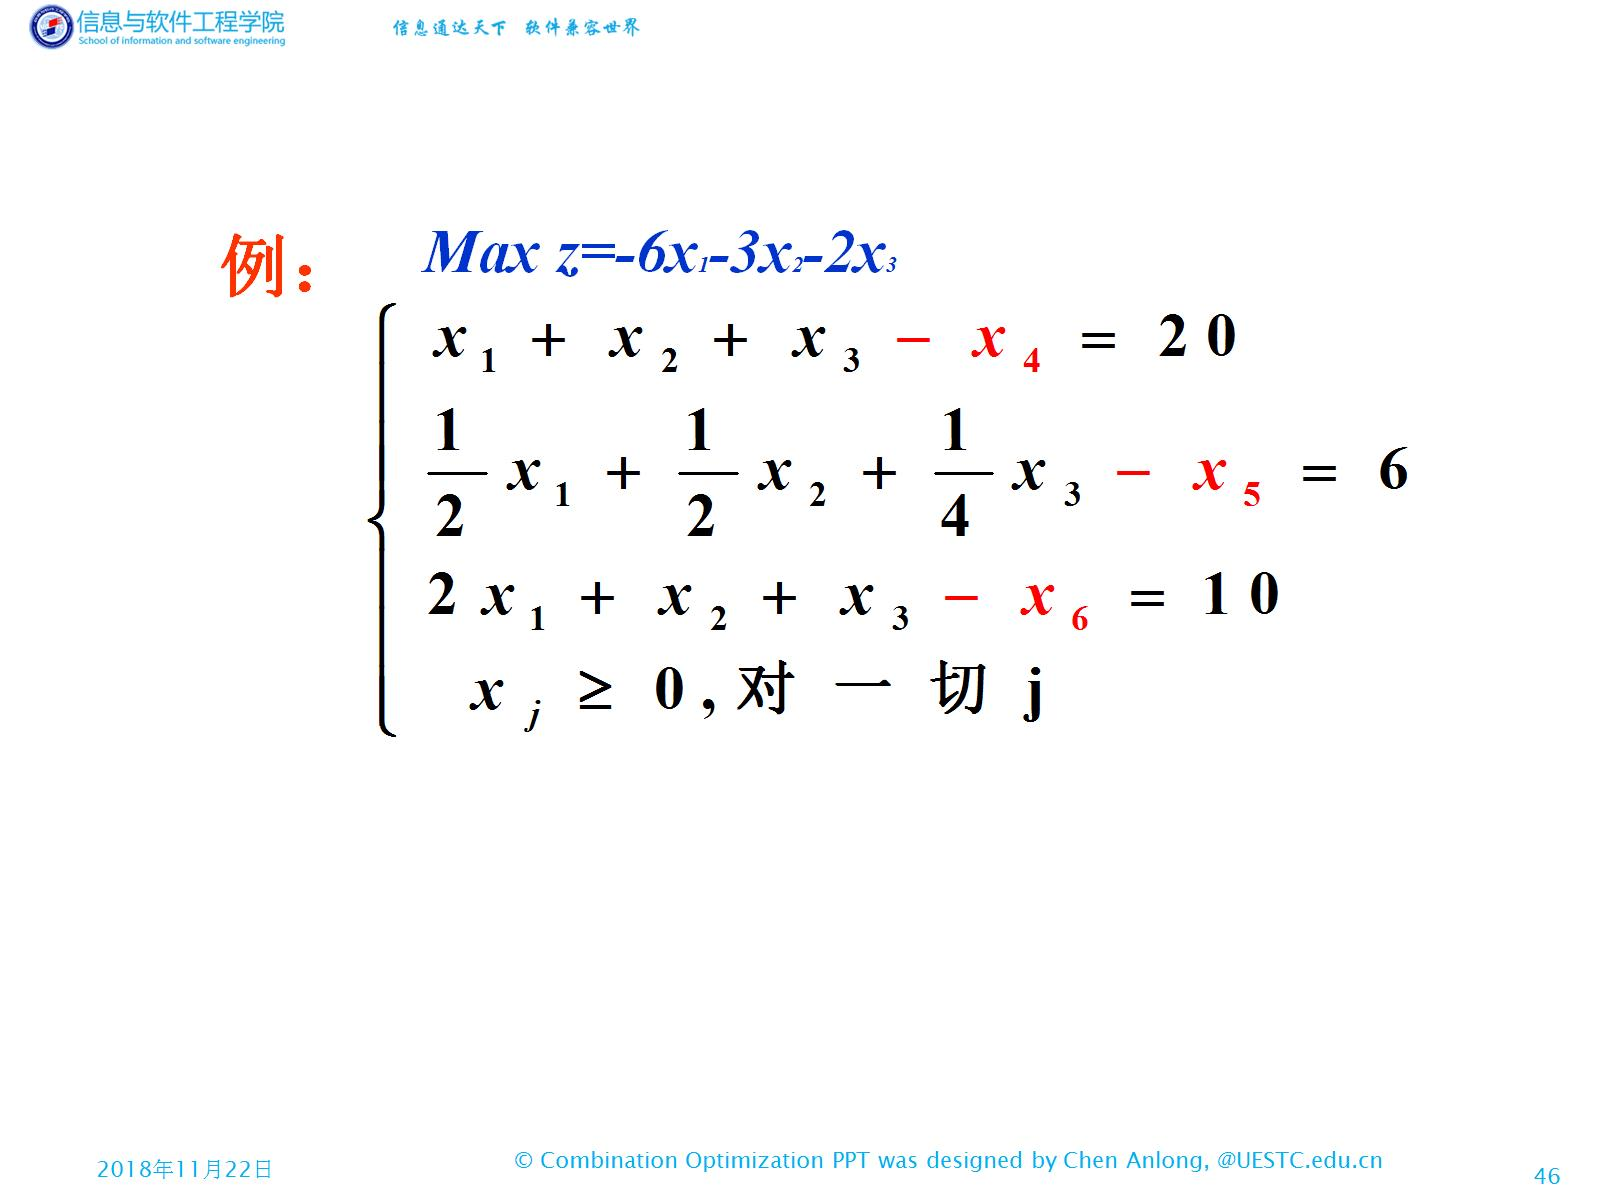 信息与软件工程学院
School of information and software engineering
信息通达天下 软件兼容世界
例：
Max z=-6x₁-3x₂-2x₃
x₁ + x₂ + x₃ − x₄ = 20
1/2 x₁ + 1/2 x₂ + 1/4 x₃ − x₅ = 6
2x₁ + x₂ + x₃ − x₆ = 10
xⱼ ≥ 0 , 对一切 j
2018年11月22日
© Combination Optimization PPT was designed by Chen Anlong, @UESTC.edu.cn
46